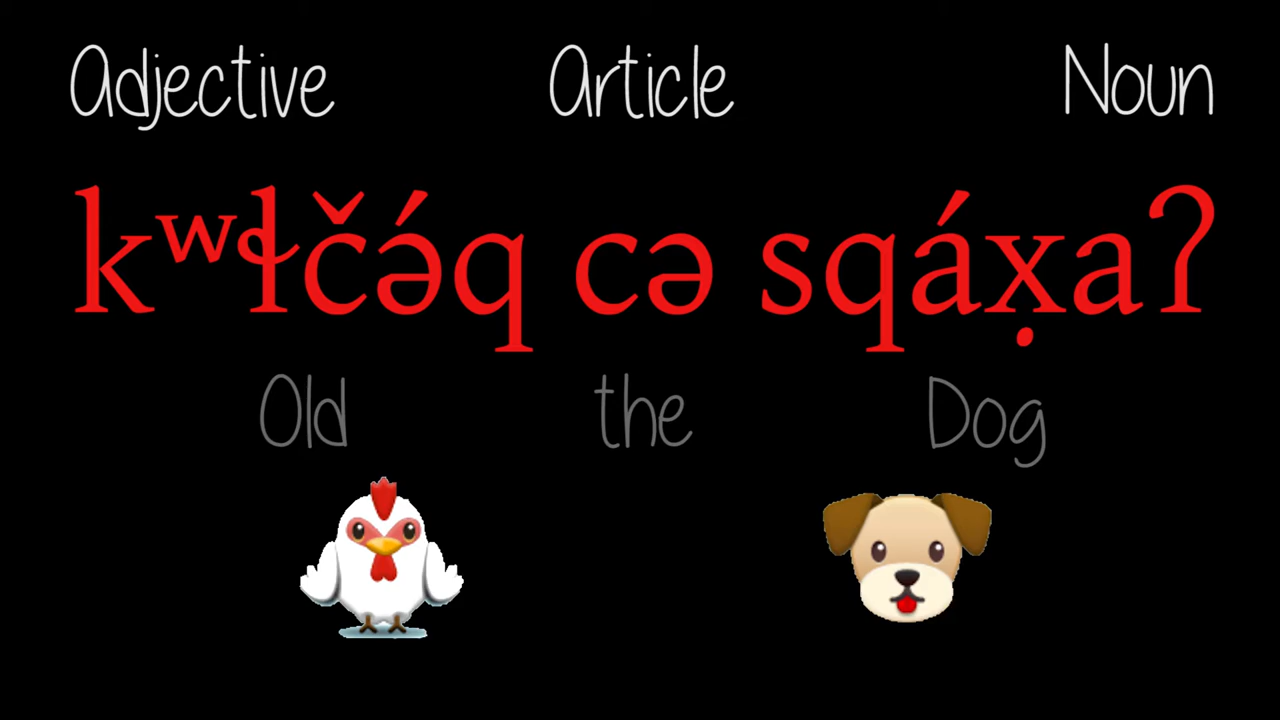 Adjective Article Noun
kʷɬčə́q cə sqáx̣aʔ
Old the Dog